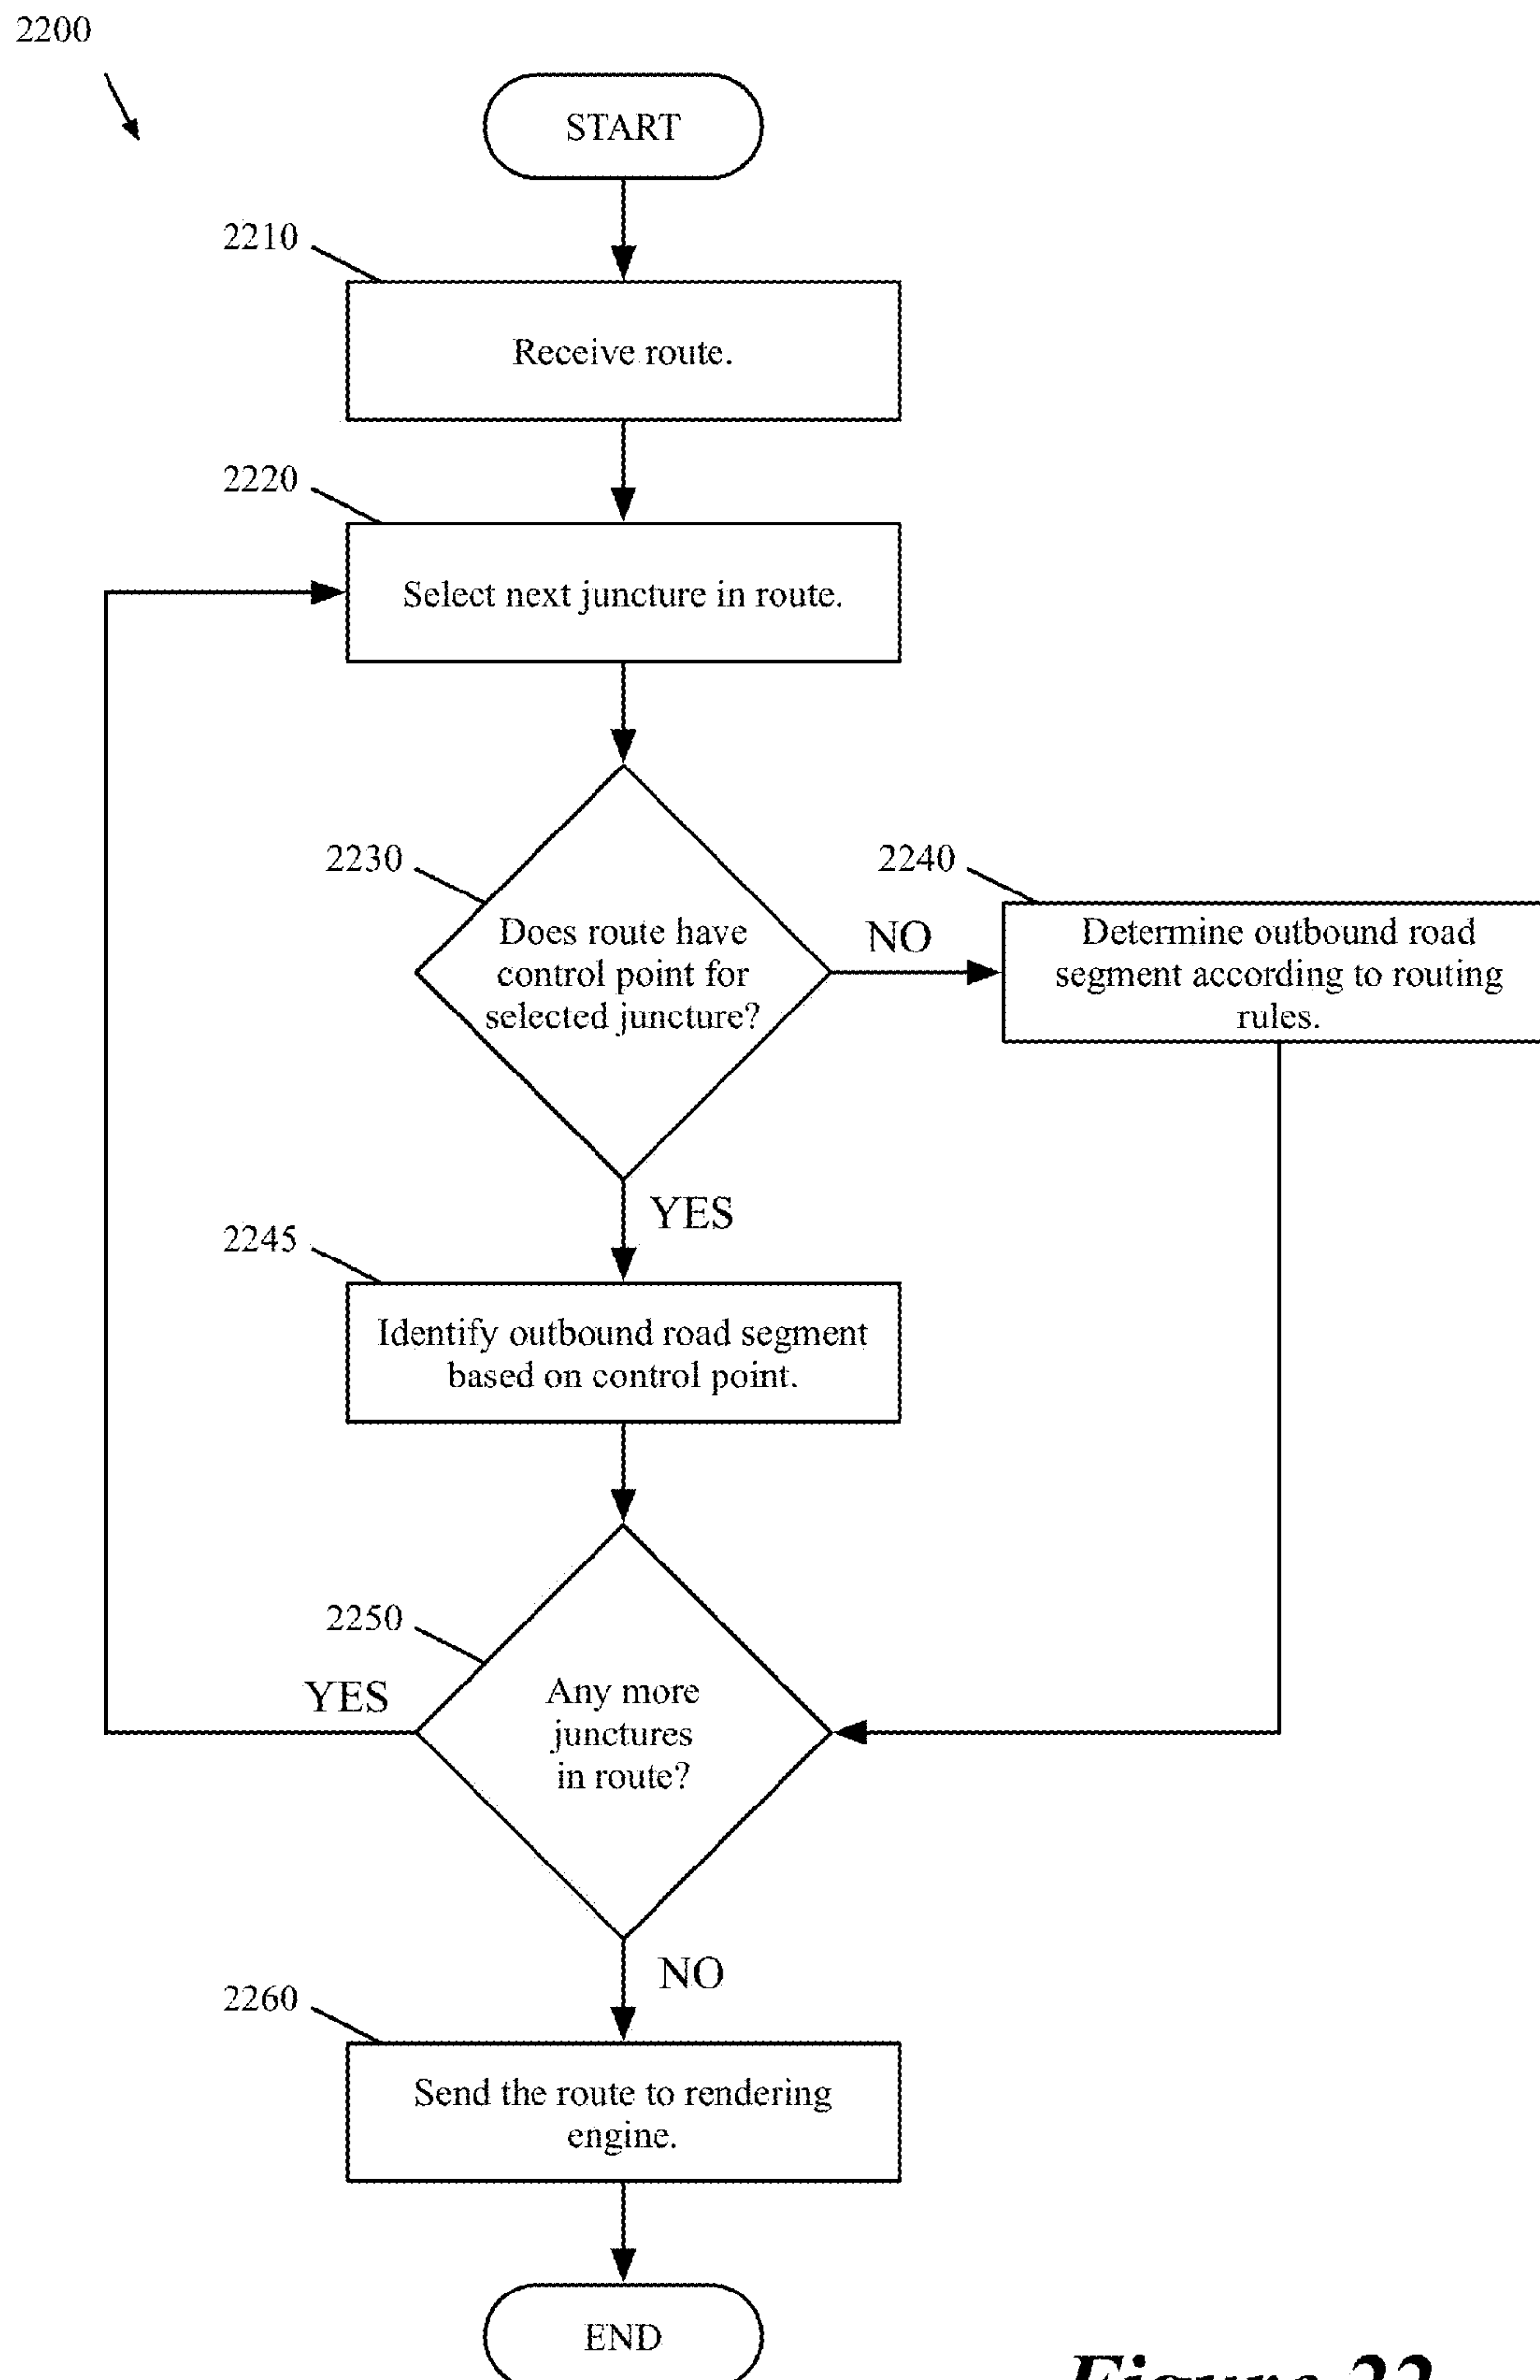 2200
START
2210
Receive route.
2220
Select next juncture in route.
2230
Does route have
control point for
selected juncture?
NO
2240
Determine outbound road
segment according to routing
rules.
YES
2245
Identify outbound road segment
based on control point.
2250
YES
Any more
junctures
in route?
NO
2260
Send the route to rendering
engine.
END
Figure 22